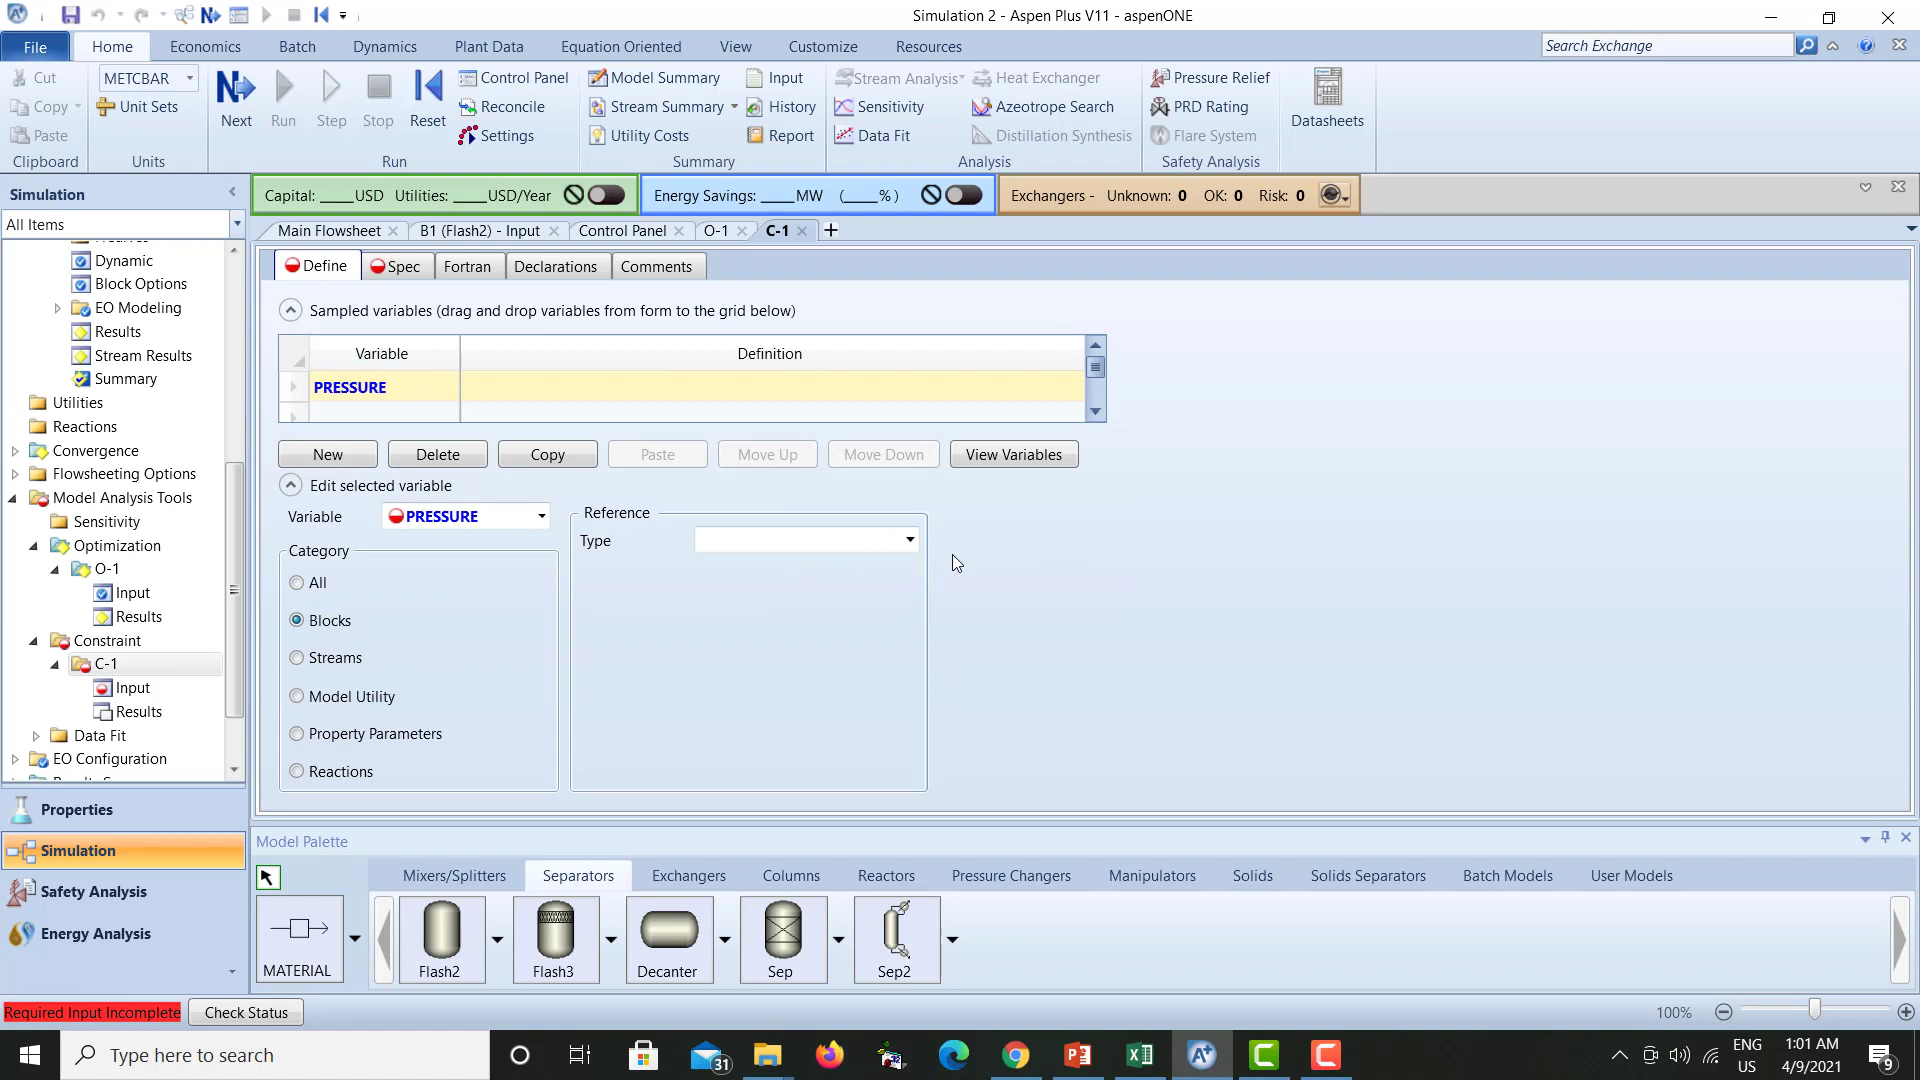 Simulation 2 - Aspen Plus V11 - aspenONE
File Home Economics Batch Dynamics Plant Data Equation Oriented View Customize Resources Search Exchange
Cut METCBAR Control Panel Model Summary Input Stream Analysis Heat Exchanger Pressure Relief
Copy Unit Sets Next Run Step Stop Reset Reconcile Stream Summary History Sensitivity Azeotrope Search PRD Rating Datasheets
Paste Settings Utility Costs Report Data Fit Distillation Synthesis Flare System
Clipboard Units Run Summary Analysis Safety Analysis
Simulation
Capital: ____USD Utilities: ____USD/Year Energy Savings: ____MW (____%) Exchangers - Unknown: 0 OK: 0 Risk: 0
All Items
Main Flowsheet B1 (Flash2) - Input Control Panel O-1 C-1
Dynamic
Block Options
EO Modeling
Results
Stream Results
Summary
Utilities
Reactions
Convergence
Flowsheeting Options
Model Analysis Tools
Sensitivity
Optimization
O-1
Input
Results
Constraint
C-1
Input
Results
Data Fit
EO Configuration
Properties
Simulation
Safety Analysis
Energy Analysis
Define Spec Fortran Declarations Comments
Sampled variables (drag and drop variables from form to the grid below)
Variable Definition
PRESSURE
New Delete Copy Paste Move Up Move Down View Variables
Edit selected variable
Variable PRESSURE
Category
All
Blocks
Streams
Model Utility
Property Parameters
Reactions
Reference
Type
Model Palette
Mixers/Splitters Separators Exchangers Columns Reactors Pressure Changers Manipulators Solids Solids Separators Batch Models User Models
MATERIAL Flash2 Flash3 Decanter Sep Sep2
Required Input Incomplete Check Status 100%
Type here to search 31 ENG US 1:01 AM 4/9/2021 9